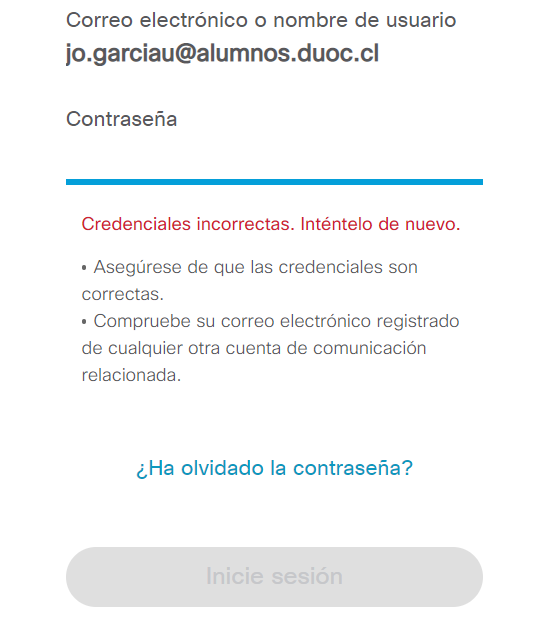 Correo electrónico o nombre de usuario
jo.garciau@alumnos.duoc.cl
Contraseña
Credenciales incorrectas. Inténtelo de nuevo.
• Asegúrese de que las credenciales son
correctas.
• Compruebe su correo electrónico registrado
de cualquier otra cuenta de comunicación
relacionada.
¿Ha olvidado la contraseña?
Inicie sesión